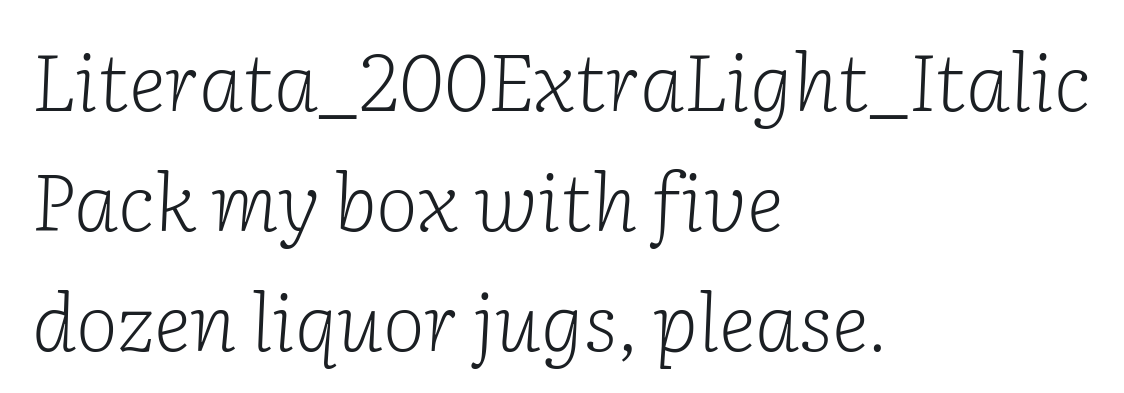 Literata_200ExtraLight_Italic
Pack my box with five
dozen liquor jugs, please.